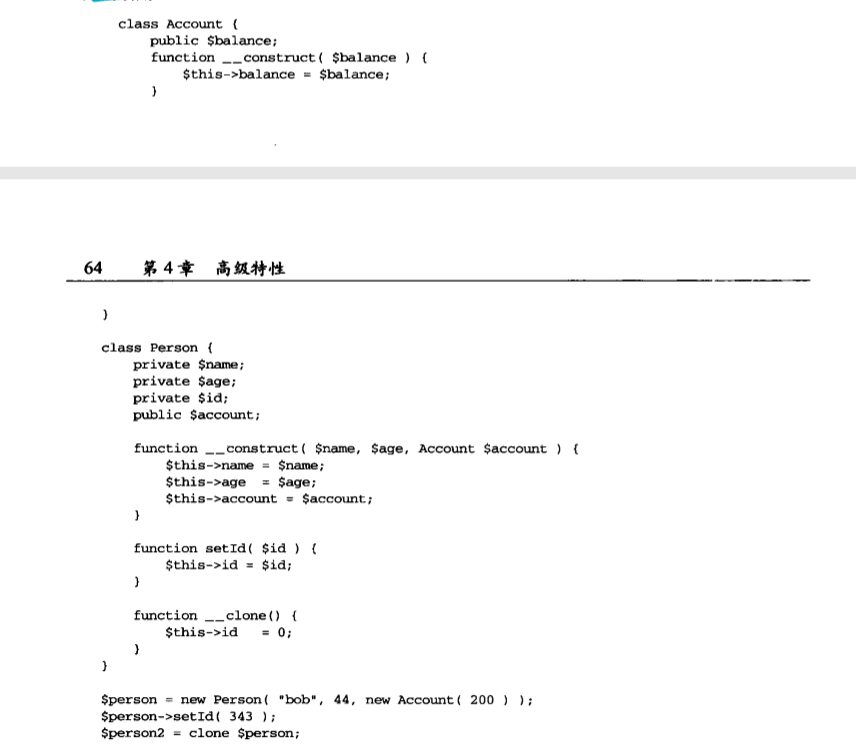 class Account {
    public $balance;
    function __construct( $balance ) {
        $this->balance = $balance;
    }
64 第 4 章 高级特性
}
class Person {
    private $name;
    private $age;
    private $id;
    public $account;
    function __construct( $name, $age, Account $account ) {
        $this->name = $name;
        $this->age  = $age;
        $this->account = $account;
    }
    function setId( $id ) {
        $this->id = $id;
    }
    function __clone() {
        $this->id   = 0;
    }
}
$person = new Person( "bob", 44, new Account( 200 ) );
$person->setId( 343 );
$person2 = clone $person;